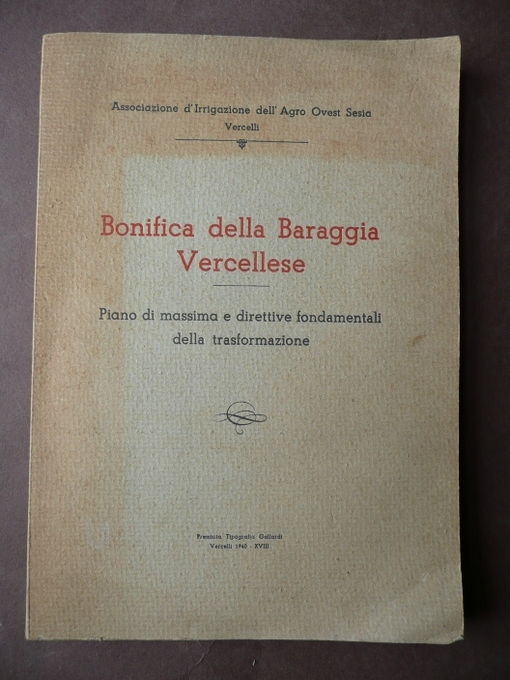 Associazione d'Irrigazione dell'Agro Ovest Sesia
Vercelli
Bonifica della Baraggia
Vercellese
Piano di massima e direttive fondamentali
della trasformazione
Premiata Tipografia Gallardi
Vercelli 1940 - XVIII